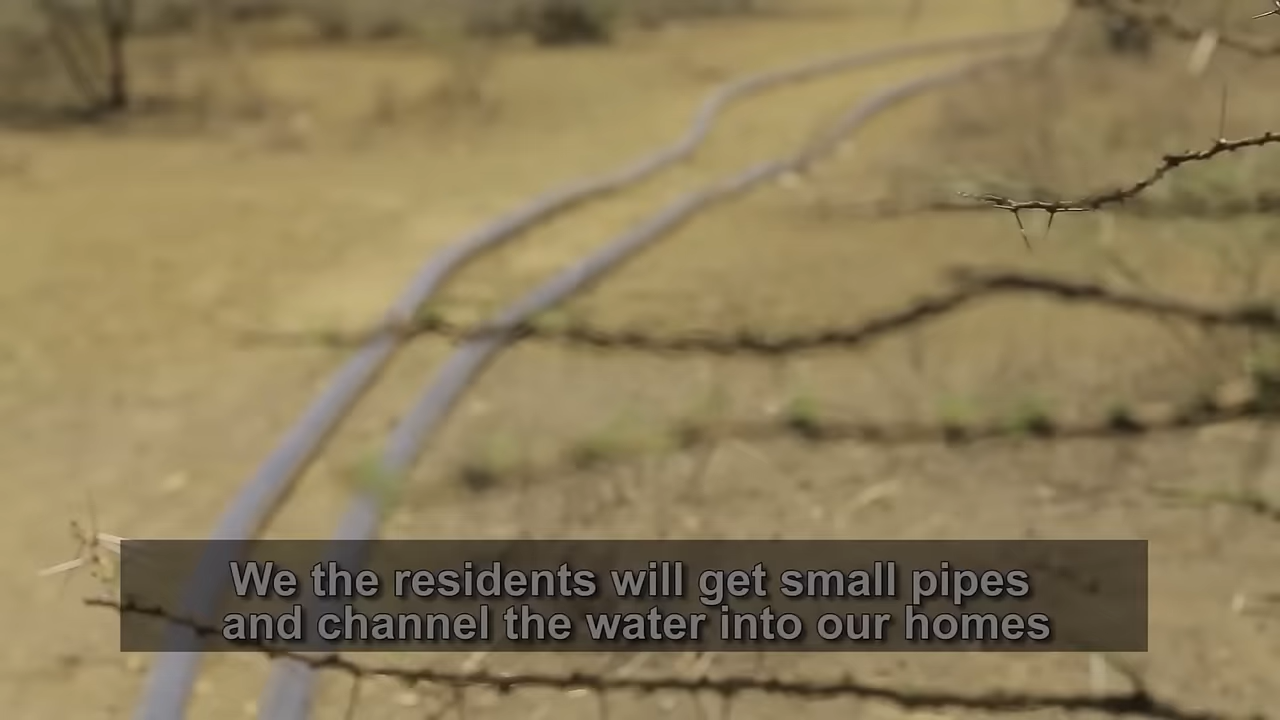 We the residents will get small pipes
and channel the water into our homes